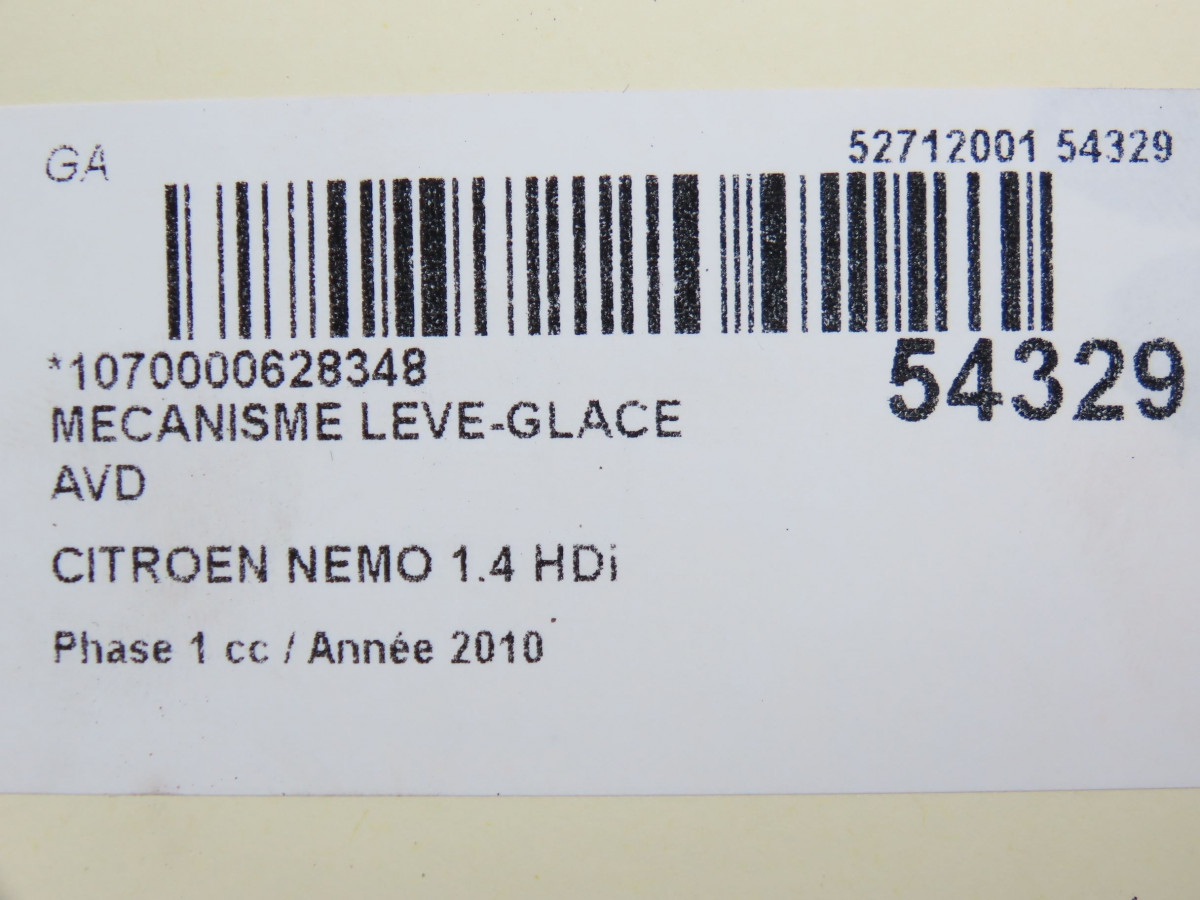 GA
52712001 54329
*1070000628348
54329
MECANISME LEVE-GLACE
AVD
CITROEN NEMO 1.4 HDi
Phase 1 cc / Année 2010